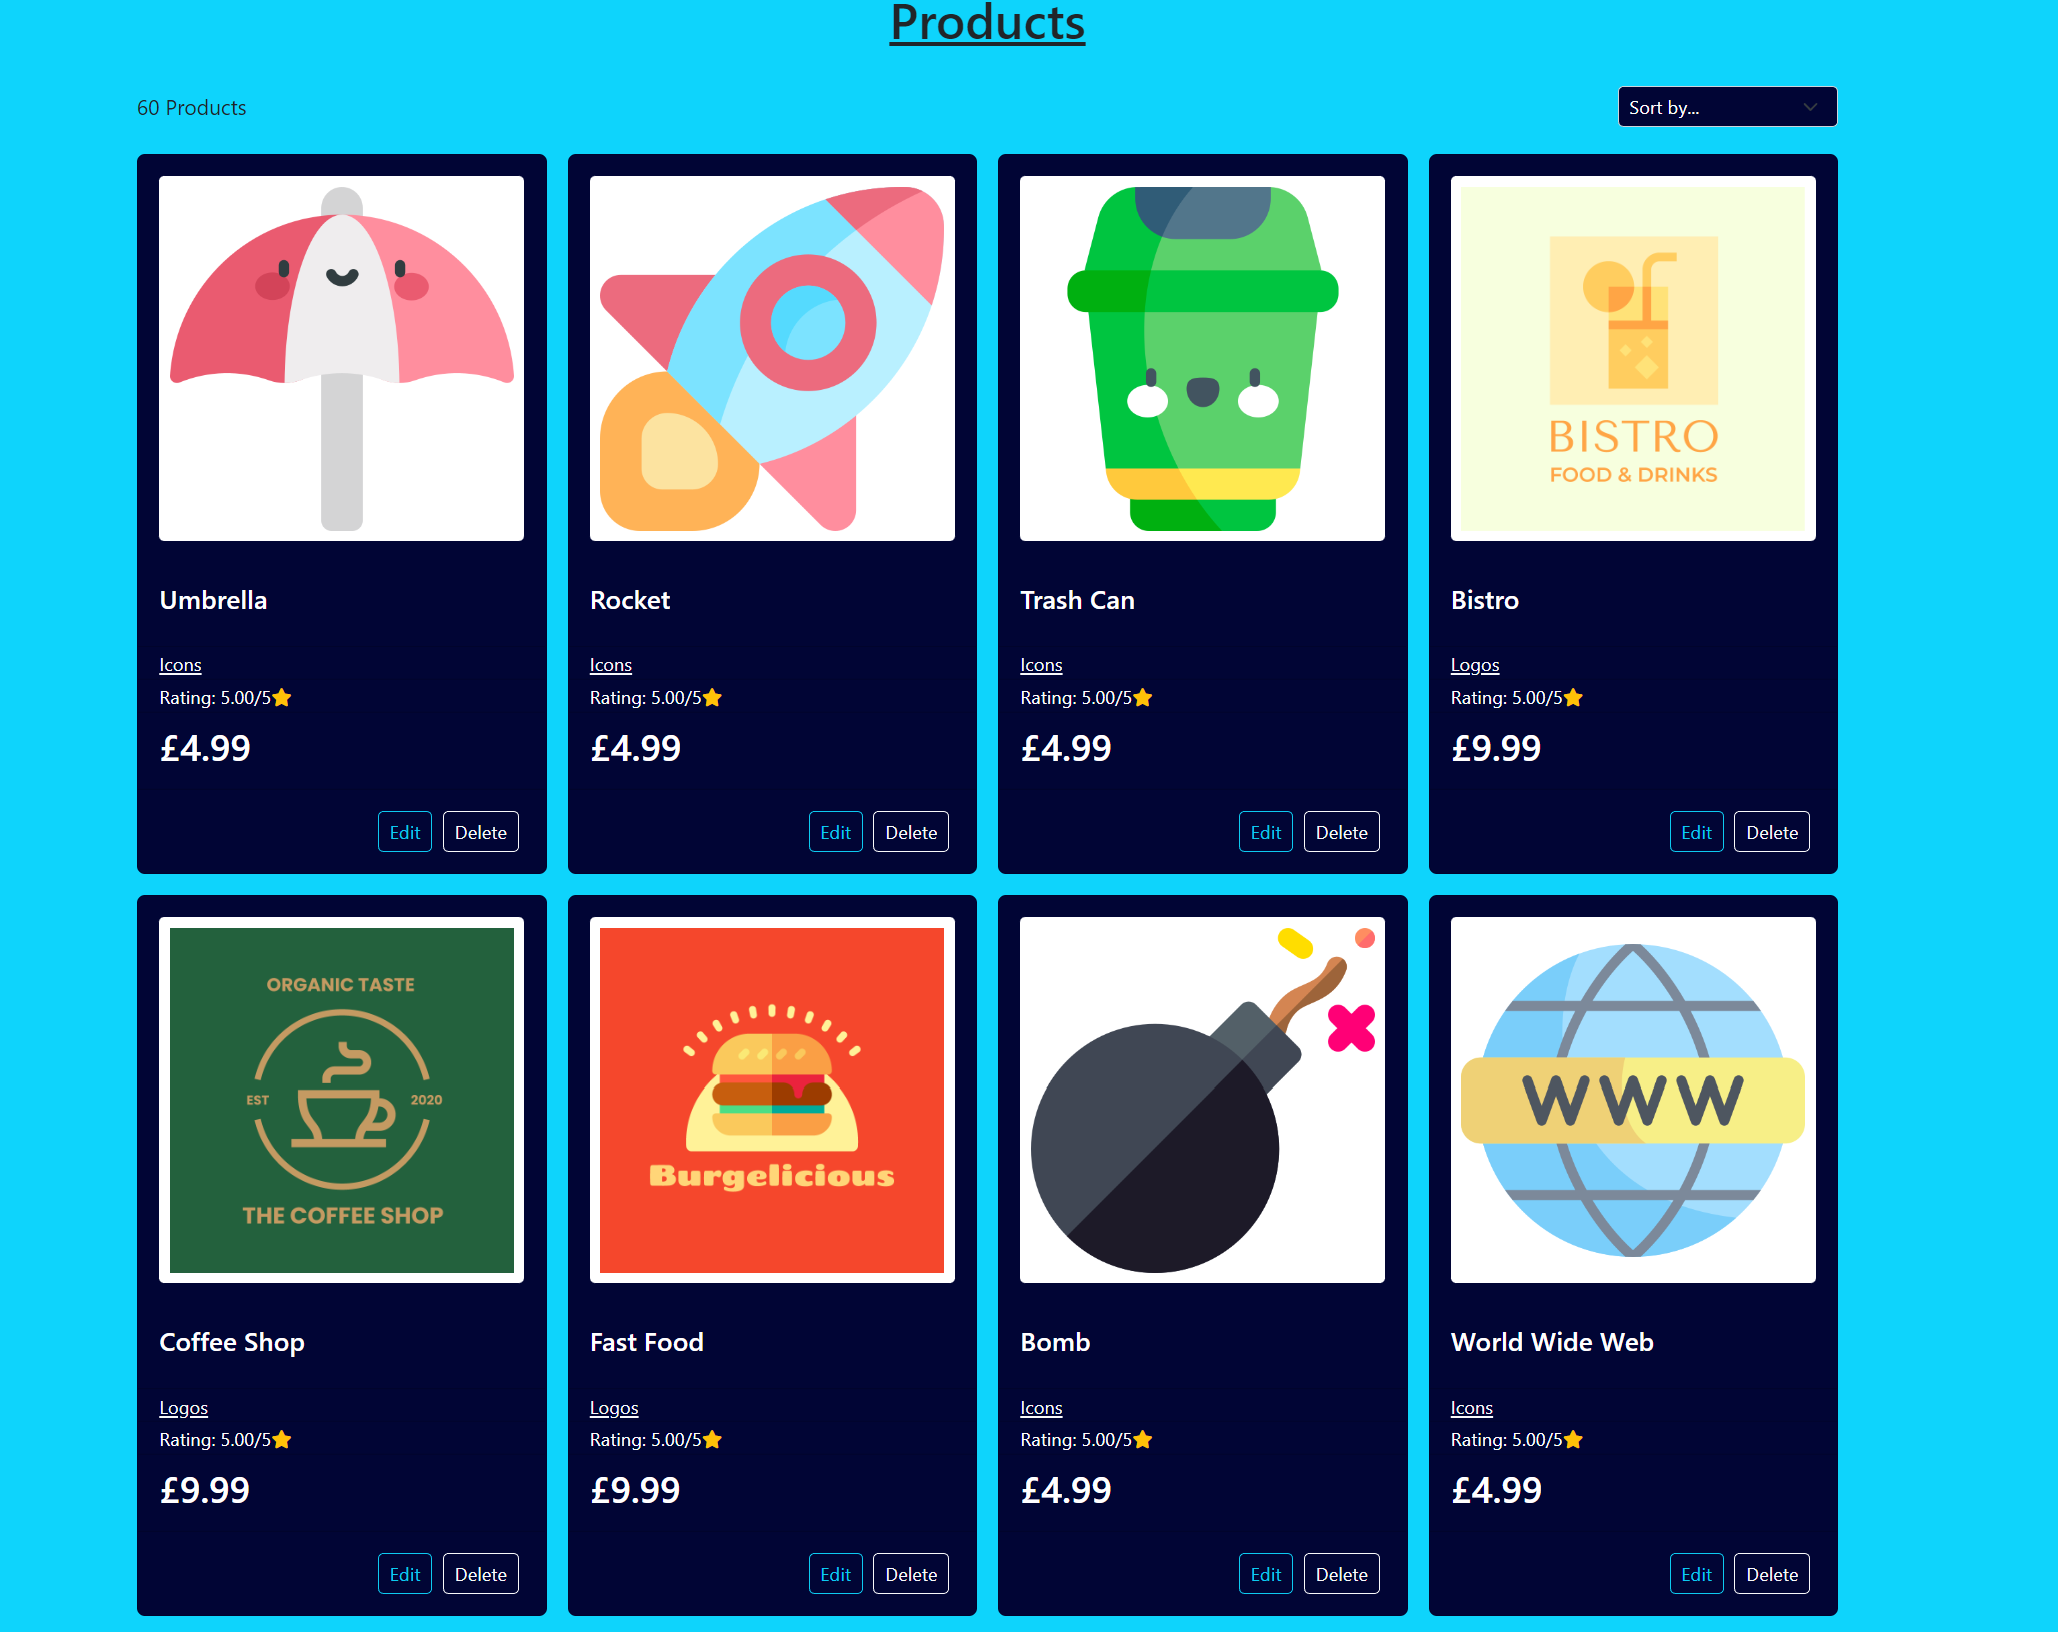 Products
60 Products
Sort by...
BISTRO
FOOD & DRINKS
Umbrella
Icons
Rating: 5.00/5
£4.99
Edit
Delete
Rocket
Icons
Rating: 5.00/5
£4.99
Edit
Delete
Trash Can
Icons
Rating: 5.00/5
£4.99
Edit
Delete
Bistro
Logos
Rating: 5.00/5
£9.99
Edit
Delete
ORGANIC TASTE
EST 2020
THE COFFEE SHOP
Coffee Shop
Logos
Rating: 5.00/5
£9.99
Edit
Delete
Burgelicious
Fast Food
Logos
Rating: 5.00/5
£9.99
Edit
Delete
Bomb
Icons
Rating: 5.00/5
£4.99
Edit
Delete
WWW
World Wide Web
Icons
Rating: 5.00/5
£4.99
Edit
Delete